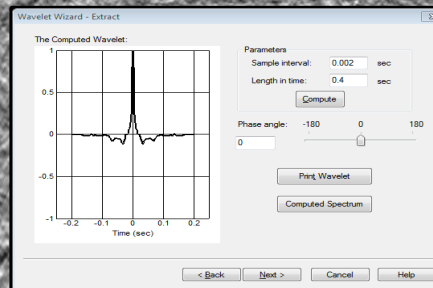 Wavelet Wizard - Extract
The Computed Wavelet:
1
0.5
0
-0.5
-1
-0.2 -0.1 0 0.1 0.2
Time (sec)
Parameters
Sample interval: 0.002 sec
Length in time: 0.4 sec
Compute
Phase angle: -180 0 180
0
Print Wavelet
Computed Spectrum
< Back Next > Cancel Help